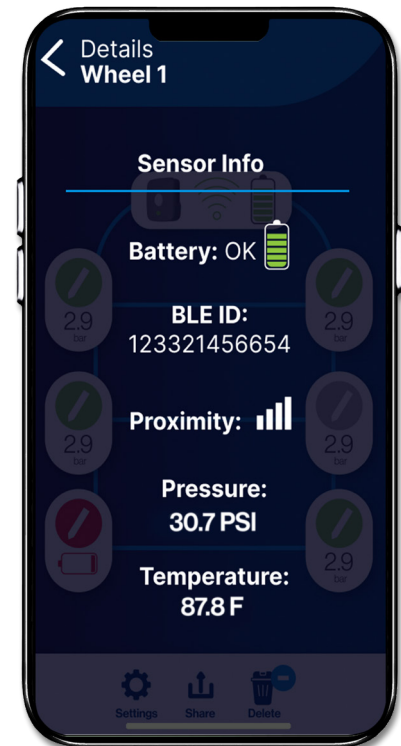 Details
Wheel 1
Sensor Info
Battery: OK
2.9
bar
2.9
bar
BLE ID:
123321456654
Proximity:
2.9
bar
2.9
bar
Pressure:
30.7 PSI
2.9
bar
Temperature:
87.8 F
Settings
Share
Delete